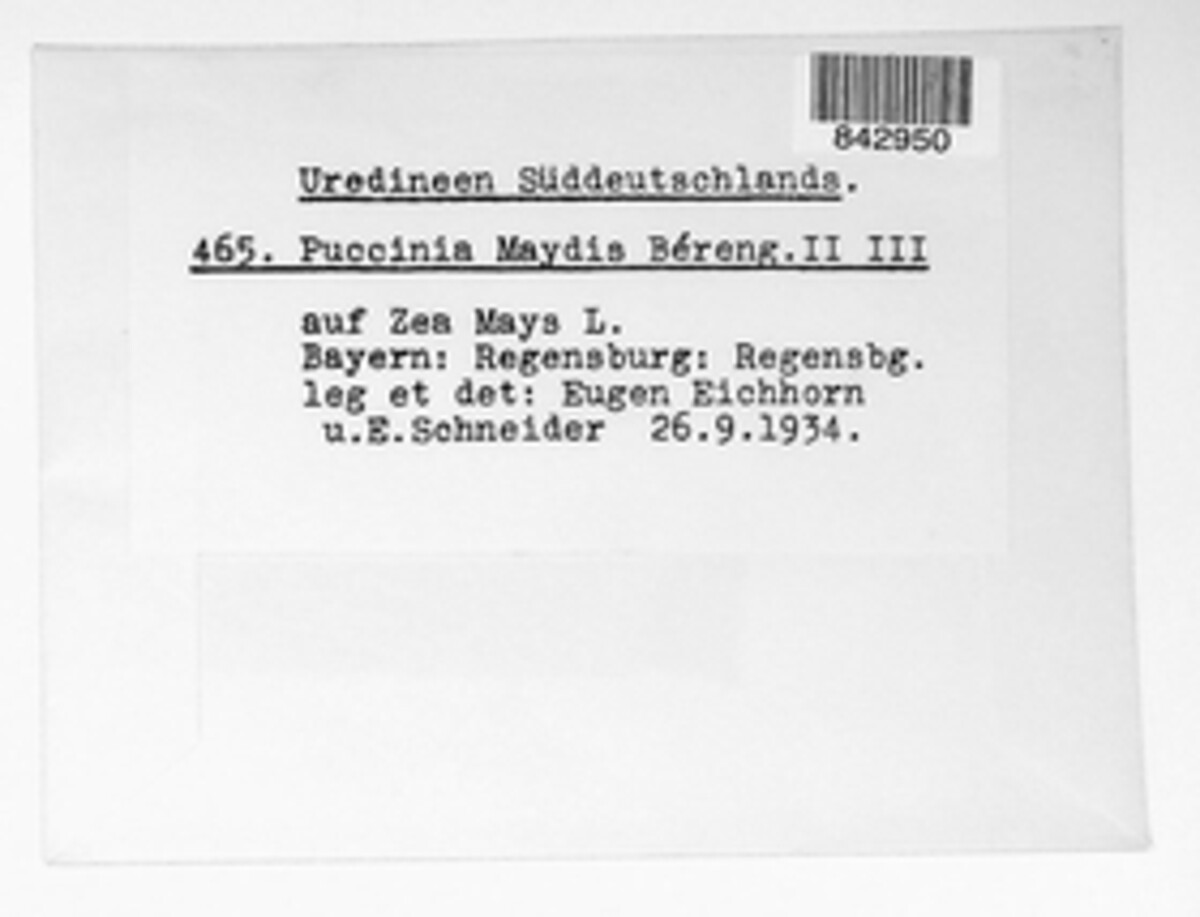 842950
Uredineen Süddeutschlands.
465. Puccinia Maydis Béreng.II III
auf Zea Mays L.
Bayern: Regensburg: Regensbg.
leg et det: Eugen Eichhorn
u.E.Schneider 26.9.1934.